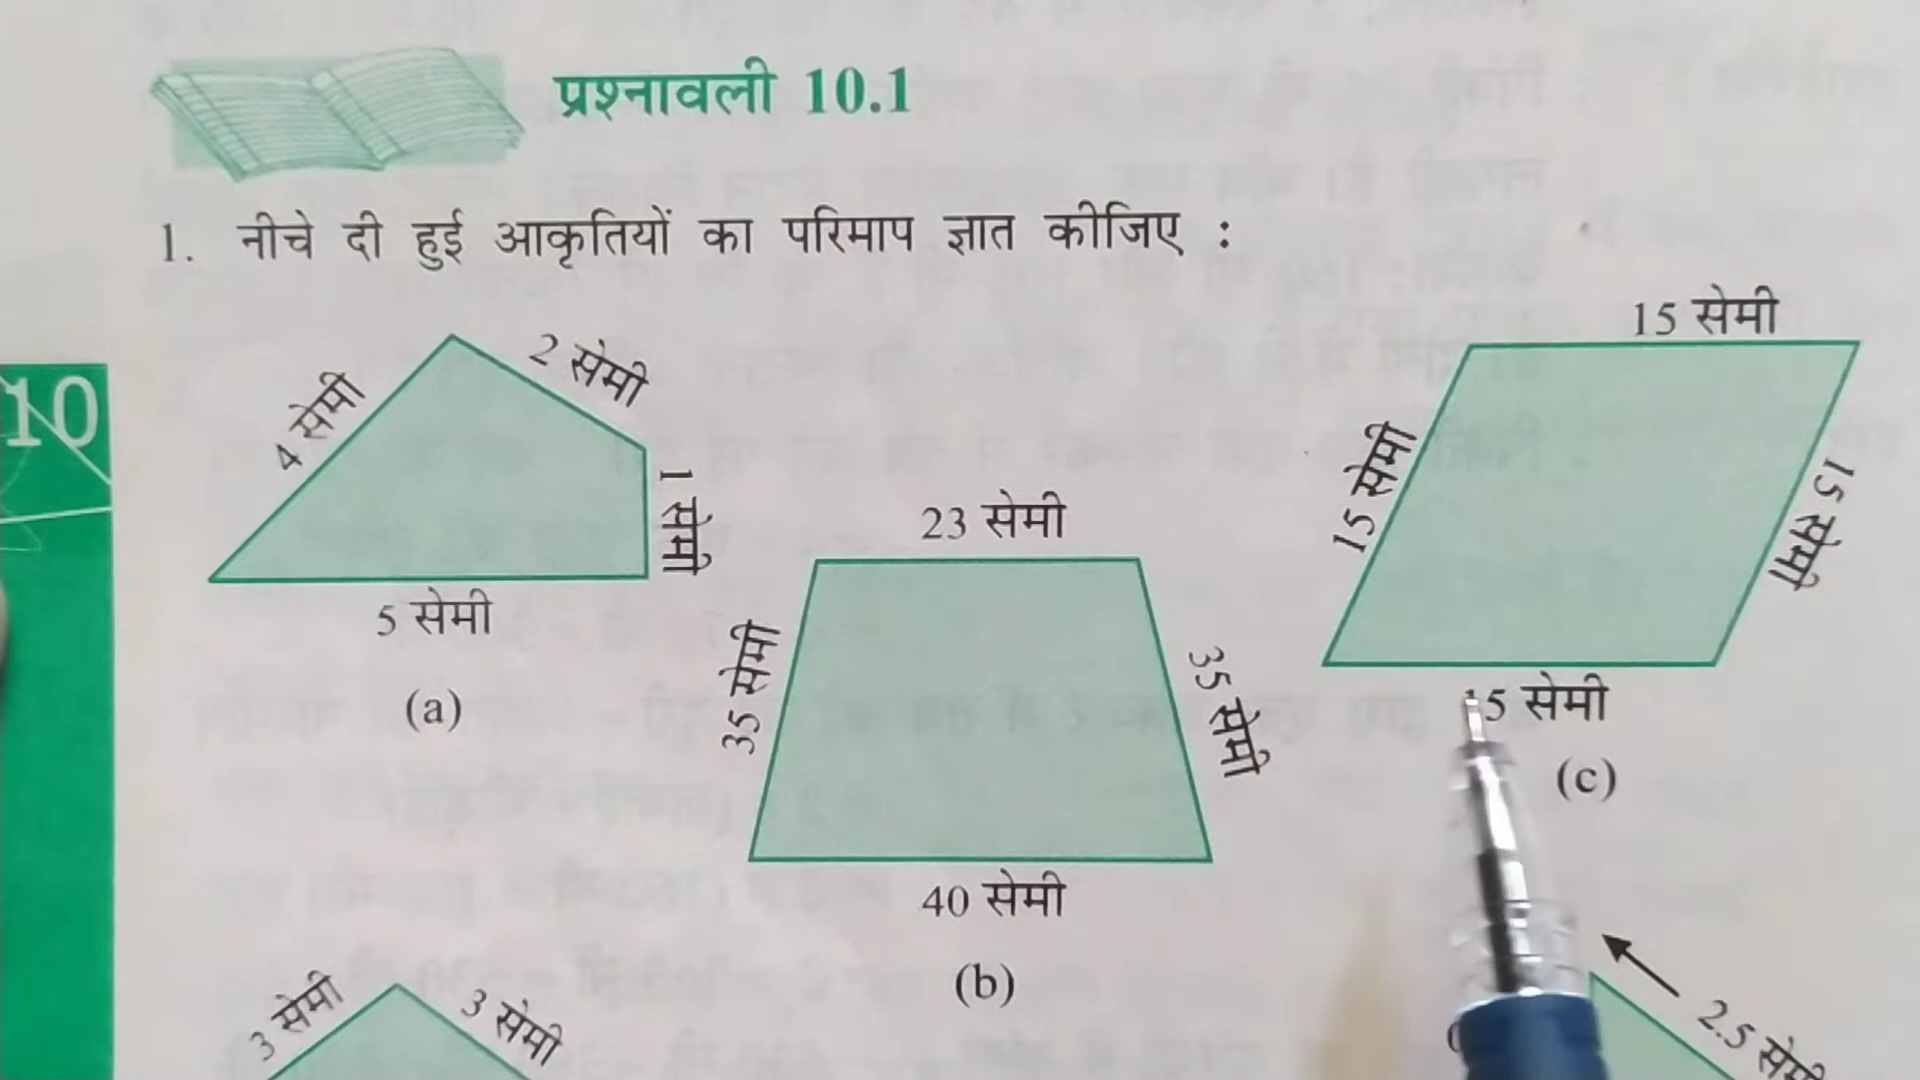 प्रश्नावली 10.1
1. नीचे दी हुई आकृतियों का परिमाप ज्ञात कीजिए :
10
4 सेमी
2 सेमी
1 सेमी
5 सेमी
(a)
23 सेमी
35 सेमी
35 सेमी
40 सेमी
(b)
15 सेमी
15 सेमी
15 सेमी
15 सेमी
(c)
3 सेमी
3 सेमी
2.5 सेमी